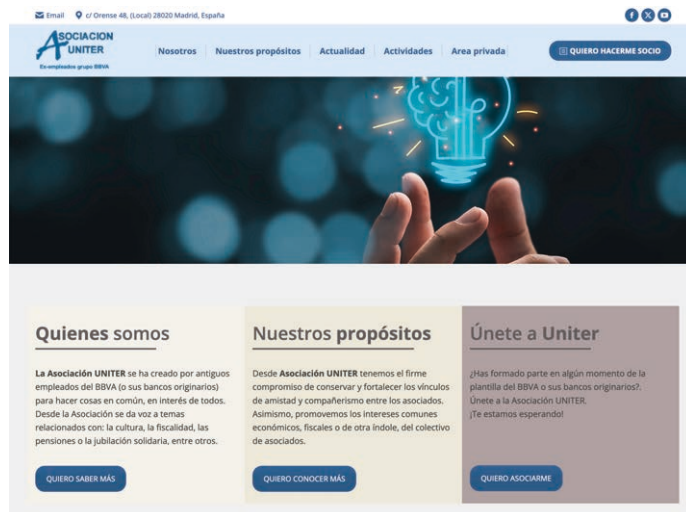 Email c/ Orense 48, (Local) 28020 Madrid, España
ASOCIACION
UNITER
Ex-empleados grupo BBVA
Nosotros Nuestros propósitos Actualidad Actividades Area privada
QUIERO HACERME SOCIO
Quienes somos
La Asociación UNITER se ha creado por antiguos
empleados del BBVA (o sus bancos originarios)
para hacer cosas en común, en interés de todos.
Desde la Asociación se da voz a temas
relacionados con: la cultura, la fiscalidad, las
pensiones o la jubilación solidaria, entre otros.
QUIERO SABER MÁS
Nuestros propósitos
Desde Asociación UNITER tenemos el firme
compromiso de conservar y fortalecer los vínculos
de amistad y compañerismo entre los asociados.
Asimismo, promovemos los intereses comunes
económicos, fiscales o de otra índole, del colectivo
de asociados.
QUIERO CONOCER MÁS
Únete a Uniter
¿Has formado parte en algún momento de la
plantilla del BBVA o sus bancos originarios?.
Únete a la Asociación UNITER.
¡Te estamos esperando!
QUIERO ASOCIARME